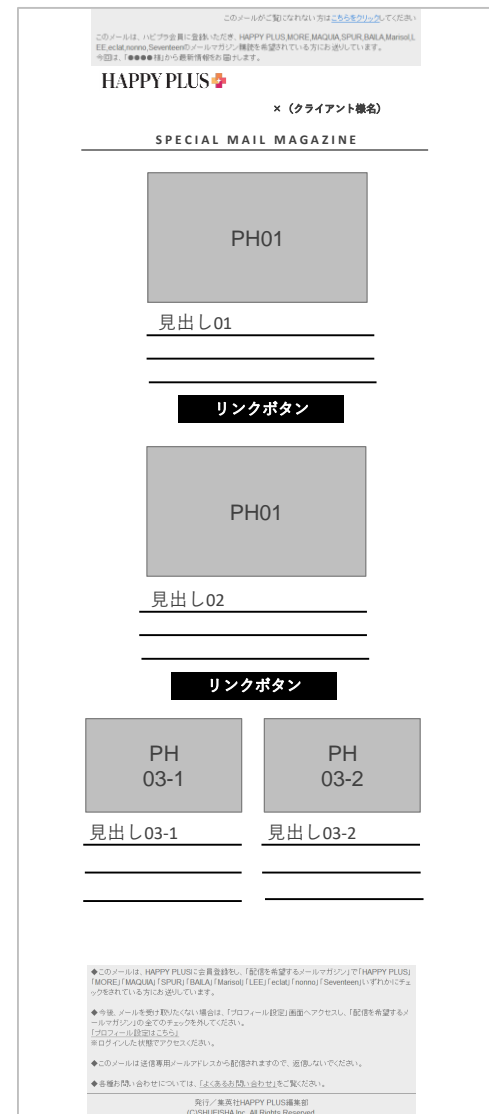 このメールがご覧になれない方はこちらをクリックしてください
このメールは、ハピプラ会員に登録いただき、HAPPY PLUS,MORE,MAQUIA,SPUR,BAILA,Marisol,L
EE,eclat,nonno,Seventeenのメールマガジン購読を希望されている方にお送りしています。
今回は、「●●●●様」から最新情報をお届けします。
HAPPY PLUS
×（クライアント様名）
SPECIAL MAIL MAGAZINE
PH01
見出し01
リンクボタン
PH01
見出し02
リンクボタン
PH
03-1
PH
03-2
見出し03-1
見出し03-2
◆このメールは、HAPPY PLUSに会員登録をし、「配信を希望するメールマガジン」で「HAPPY PLUS」
「MORE」「MAQUIA」「SPUR」「BAILA」「Marisol」「LEE」「eclat」「nonno」「Seventeen」いずれかにチェ
ックをされている方にお送りしています。
◆今後、メールを受け取りたくない場合は、「プロフィール設定」画面へアクセスし、「配信を希望するメ
ールマガジン」の全てのチェックを外してください。
「プロフィール設定はこちら」
※ログインした状態でアクセスください。
◆このメールは送信専用メールアドレスから配信されますので、返信しないでください。
◆各種お問い合わせについては、「よくあるお問い合わせ」をご覧ください。
発行／集英社HAPPY PLUS編集部
(C)SHUEISHA Inc. All Rights Reserved.